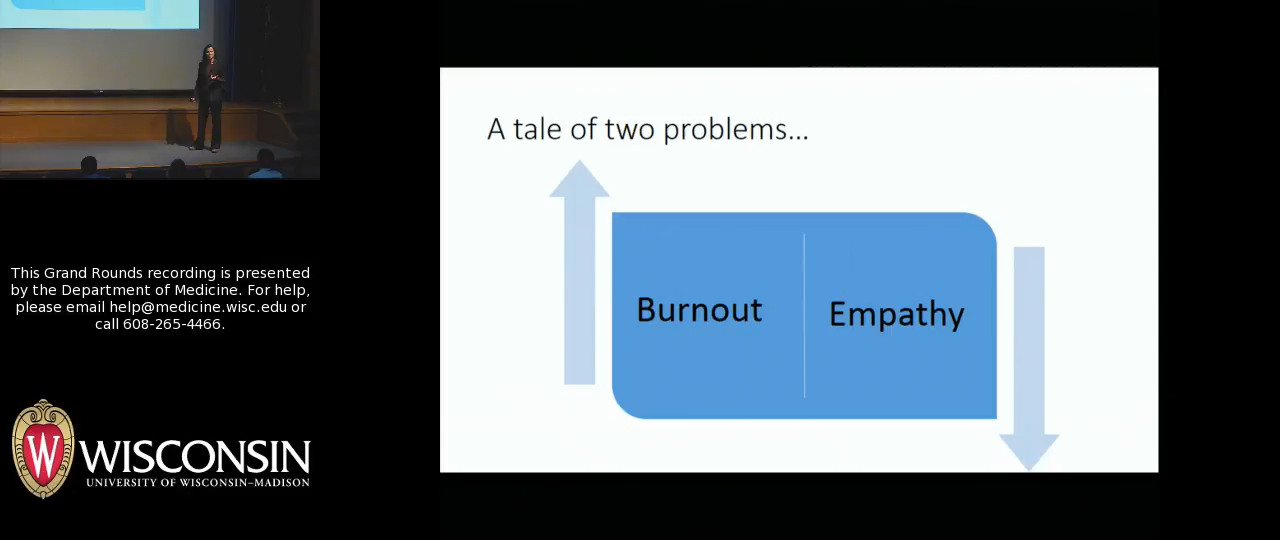 A tale of two problems...
Burnout
Empathy
This Grand Rounds recording is presented
by the Department of Medicine. For help,
please email help@medicine.wisc.edu or
call 608-265-4466.
W
WISCONSIN
UNIVERSITY OF WISCONSIN–MADISON